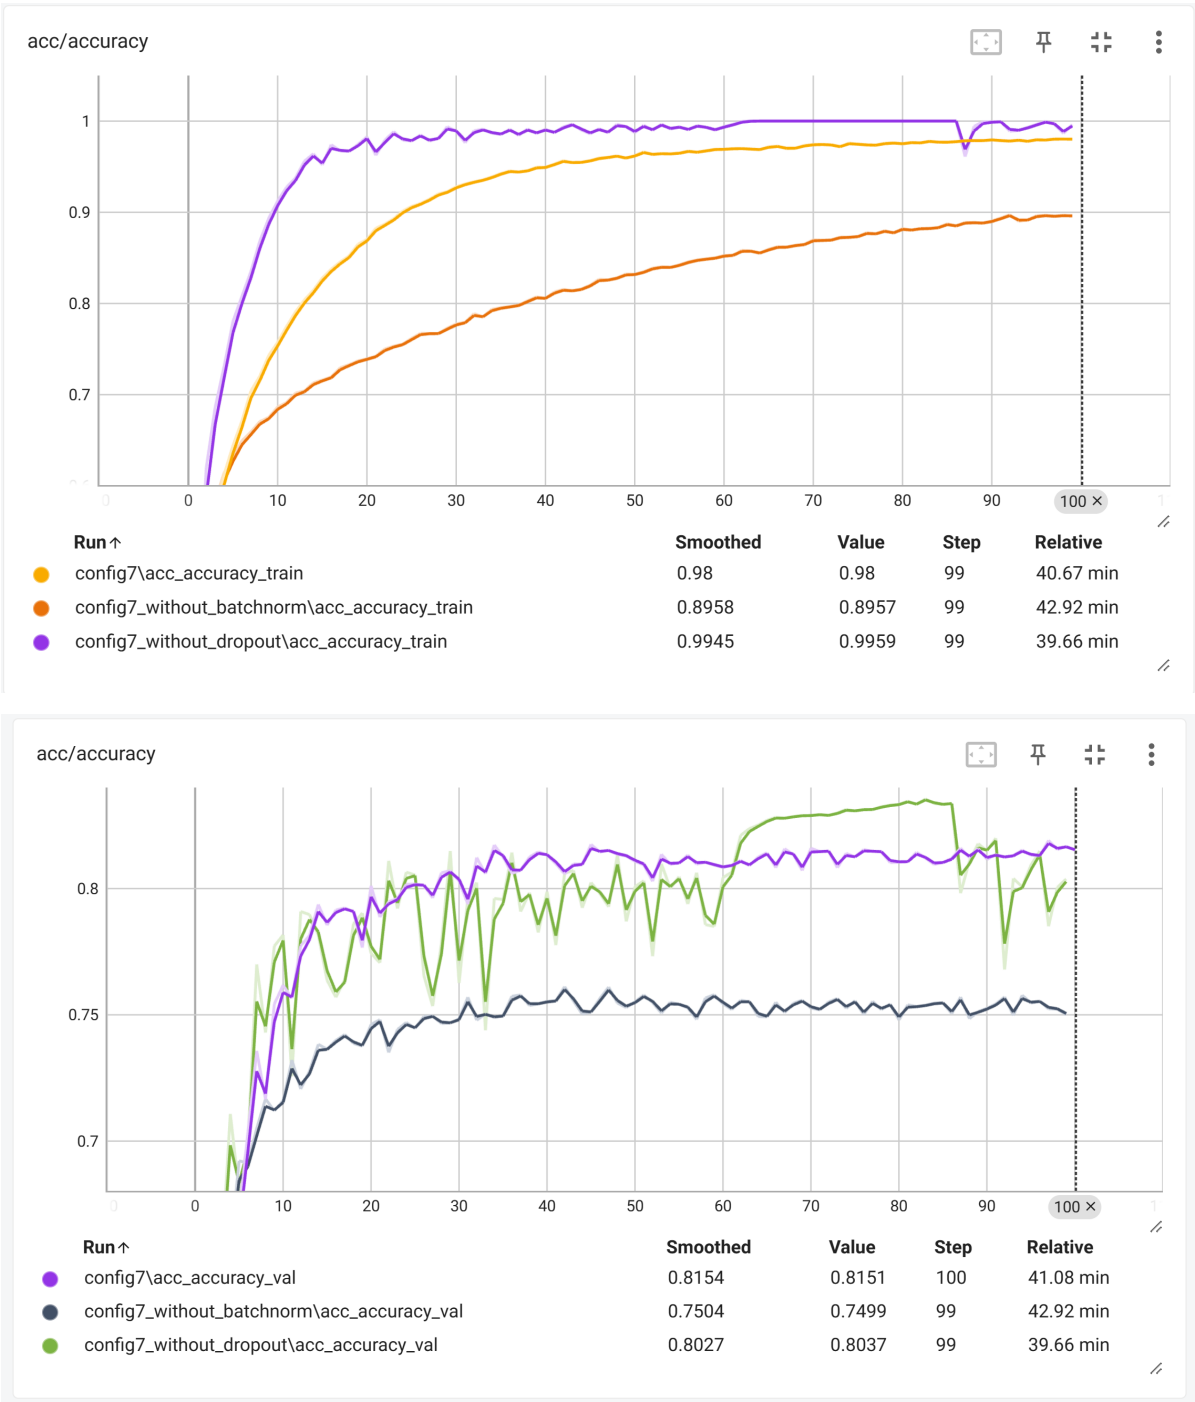 acc/accuracy
1
0.9
0.8
0.7
0 10 20 30 40 50 60 70 80 90 100 ×
Run↑ Smoothed Value Step Relative
config7\acc_accuracy_train 0.98 0.98 99 40.67 min
config7_without_batchnorm\acc_accuracy_train 0.8958 0.8957 99 42.92 min
config7_without_dropout\acc_accuracy_train 0.9945 0.9959 99 39.66 min
acc/accuracy
0.8
0.75
0.7
0 10 20 30 40 50 60 70 80 90 100 ×
Run↑ Smoothed Value Step Relative
config7\acc_accuracy_val 0.8154 0.8151 100 41.08 min
config7_without_batchnorm\acc_accuracy_val 0.7504 0.7499 99 42.92 min
config7_without_dropout\acc_accuracy_val 0.8027 0.8037 99 39.66 min